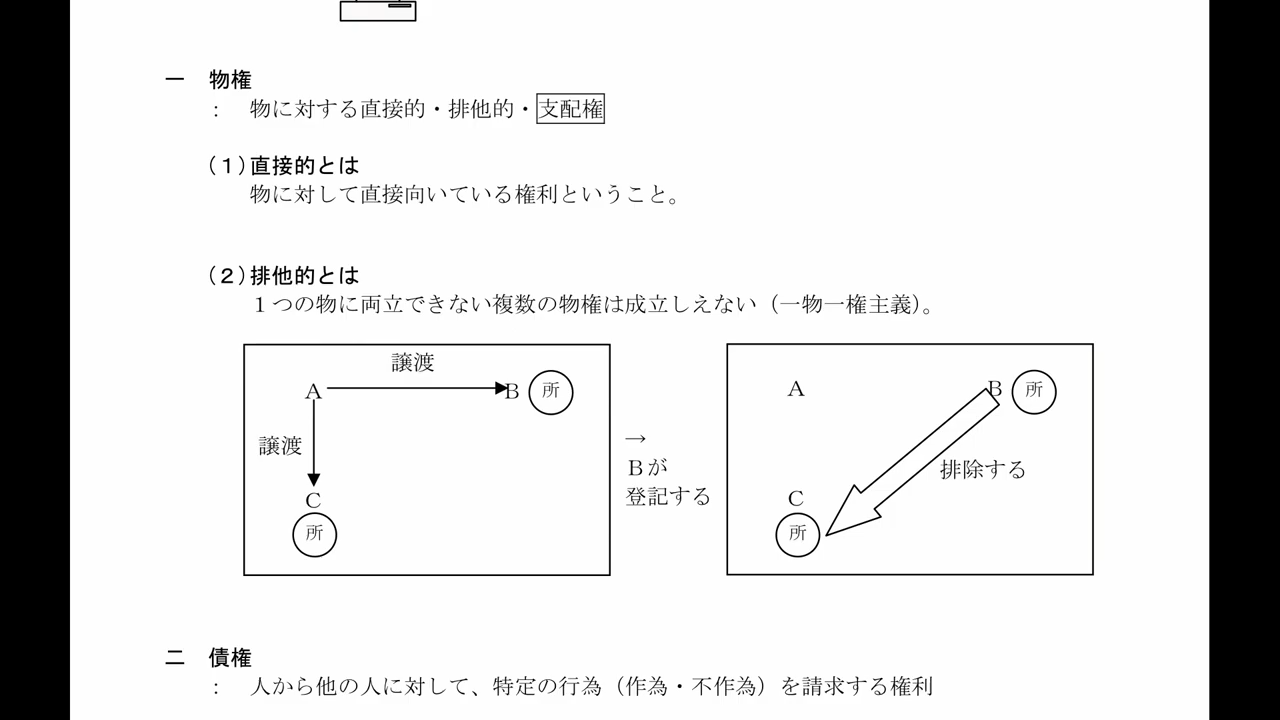 一　物権
：　物に対する直接的・排他的・支配権
（１）直接的とは
物に対して直接向いている権利ということ。
（２）排他的とは
１つの物に両立できない複数の物権は成立しえない（一物一権主義）。
譲渡
A
B
所
譲渡
C
所
→
Bが
登記する
A
B
所
排除する
C
所
二　債権
：　人から他の人に対して、特定の行為（作為・不作為）を請求する権利